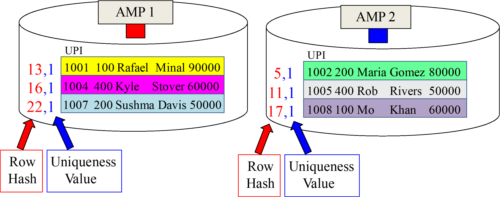 AMP 1
UPI
13,1 1001 100 Rafael Minal 90000
16,1 1004 400 Kyle Stover 60000
22,1 1007 200 Sushma Davis 50000
Row Hash
Uniqueness Value
AMP 2
UPI
5,1 1002 200 Maria Gomez 80000
11,1 1005 400 Rob Rivers 50000
17,1 1008 100 Mo Khan 60000
Row Hash
Uniqueness Value